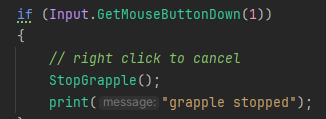 if (Input.GetMouseButtonDown(1))
{
// right click to cancel
StopGrapple();
print( message: "grapple stopped");